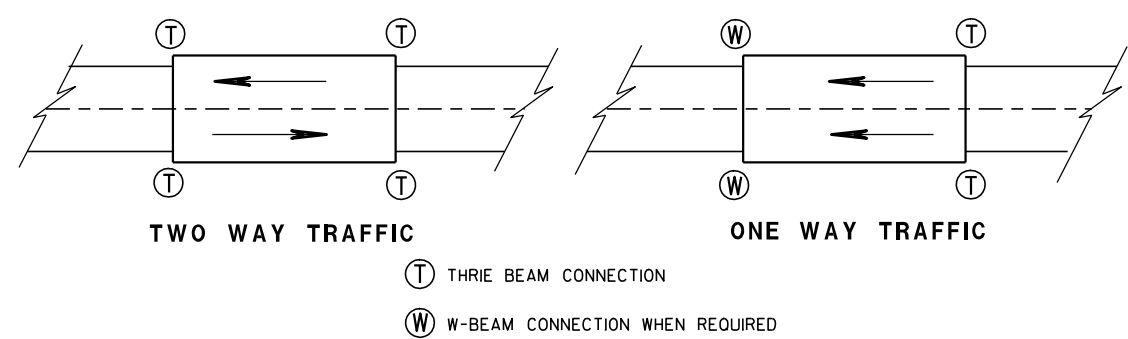 T T W T
T T W T
TWO WAY TRAFFIC
ONE WAY TRAFFIC
T THRIE BEAM CONNECTION
W W-BEAM CONNECTION WHEN REQUIRED